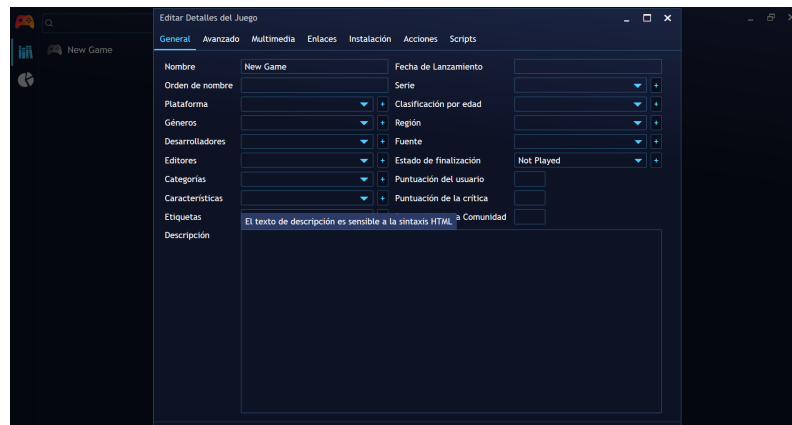 Editar Detalles del Juego
General Avanzado Multimedia Enlaces Instalación Acciones Scripts
New Game
Nombre New Game Fecha de Lanzamiento
Orden de nombre Serie
Plataforma + Clasificación por edad +
Géneros + Región +
Desarrolladores + Fuente +
Editores + Estado de finalización Not Played +
Categorías + Puntuación del usuario
Características + Puntuación de la crítica
Etiquetas a Comunidad
El texto de descripción es sensible a la sintaxis HTML
Descripción